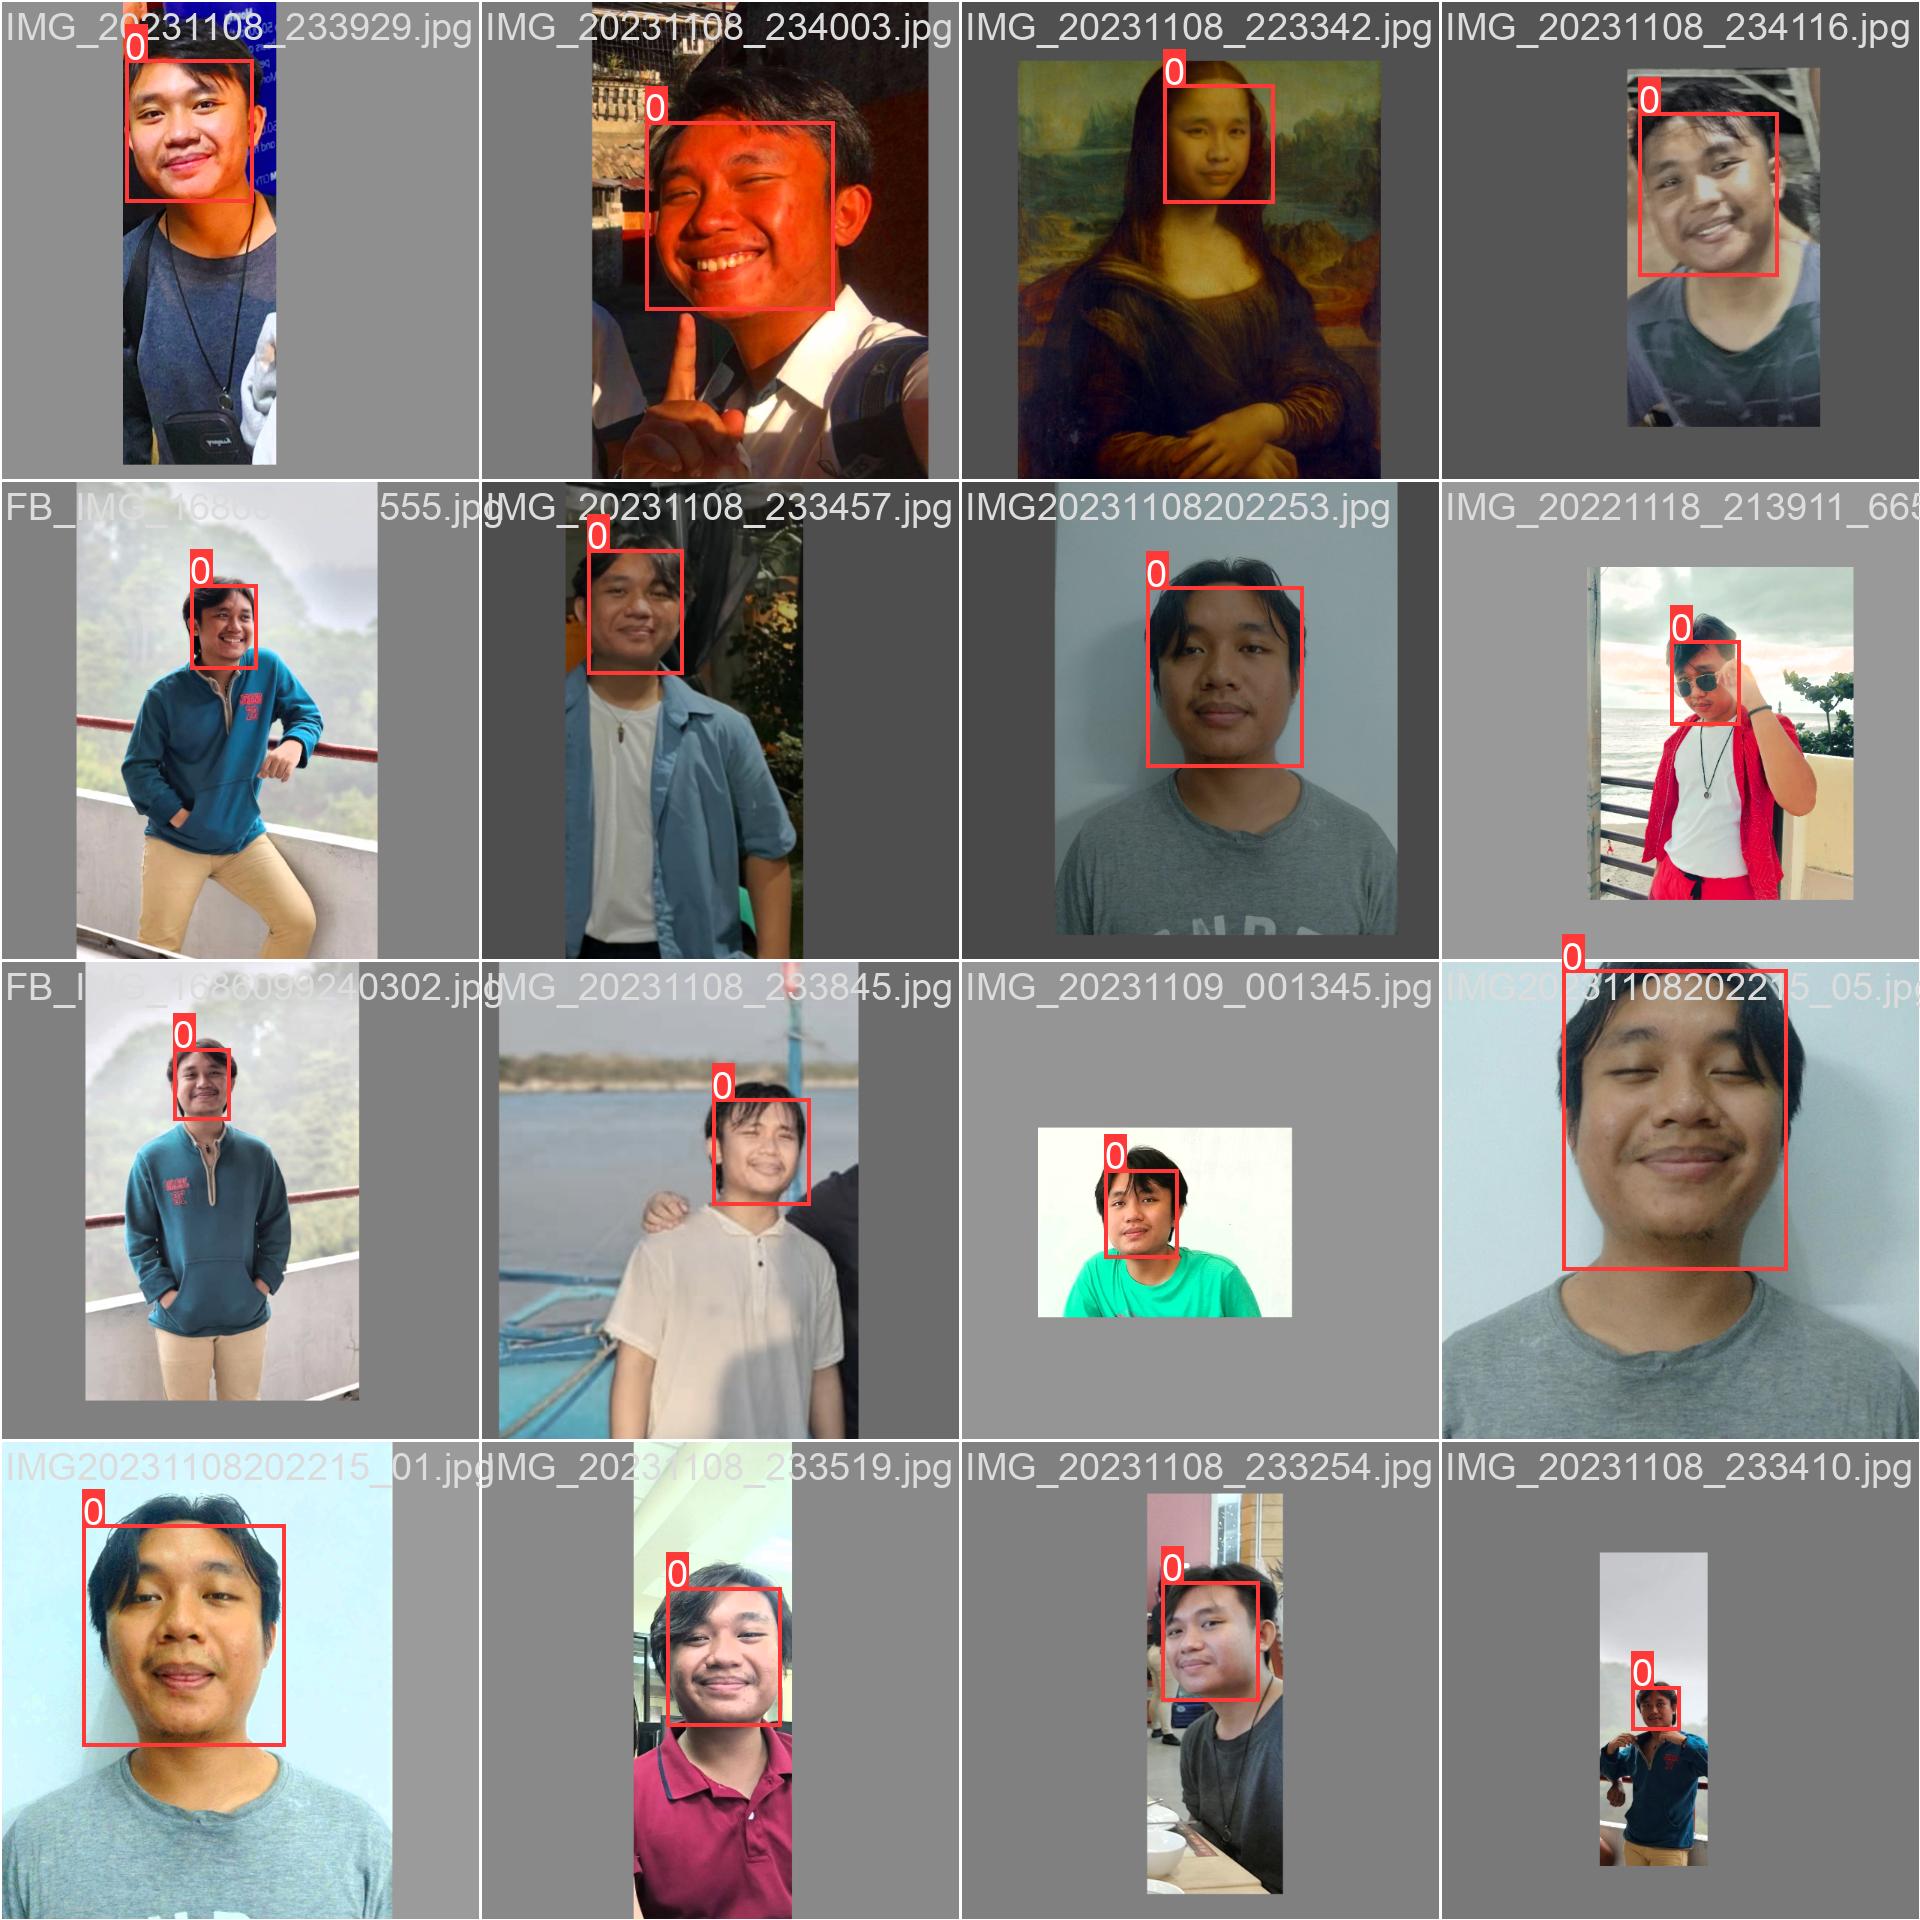 IMG_20231108_233929.jpg
0
IMG_20231108_234003.jpg
0
IMG_20231108_223342.jpg
0
IMG_20231108_234116.jpg
0
555.jpg
0
IMG_20231108_233457.jpg
0
IMG20231108202253.jpg
0
IMG_20221118_213911_665
0
FB_IMG_1686099240302.jpg
0
IMG_20231108_233845.jpg
0
IMG_20231109_001345.jpg
0
IMG20231108202215_05.jpg
0
IMG20231108202215_01.jpg
0
IMG_20231108_233519.jpg
0
IMG_20231108_233254.jpg
0
IMG_20231108_233410.jpg
0